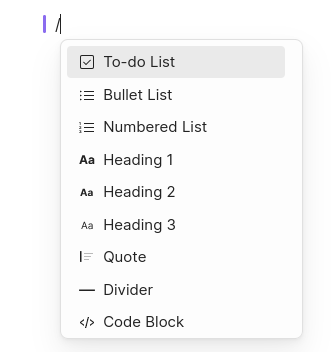 /
To-do List
Bullet List
Numbered List
Aa Heading 1
Aa Heading 2
Aa Heading 3
Quote
Divider
</> Code Block